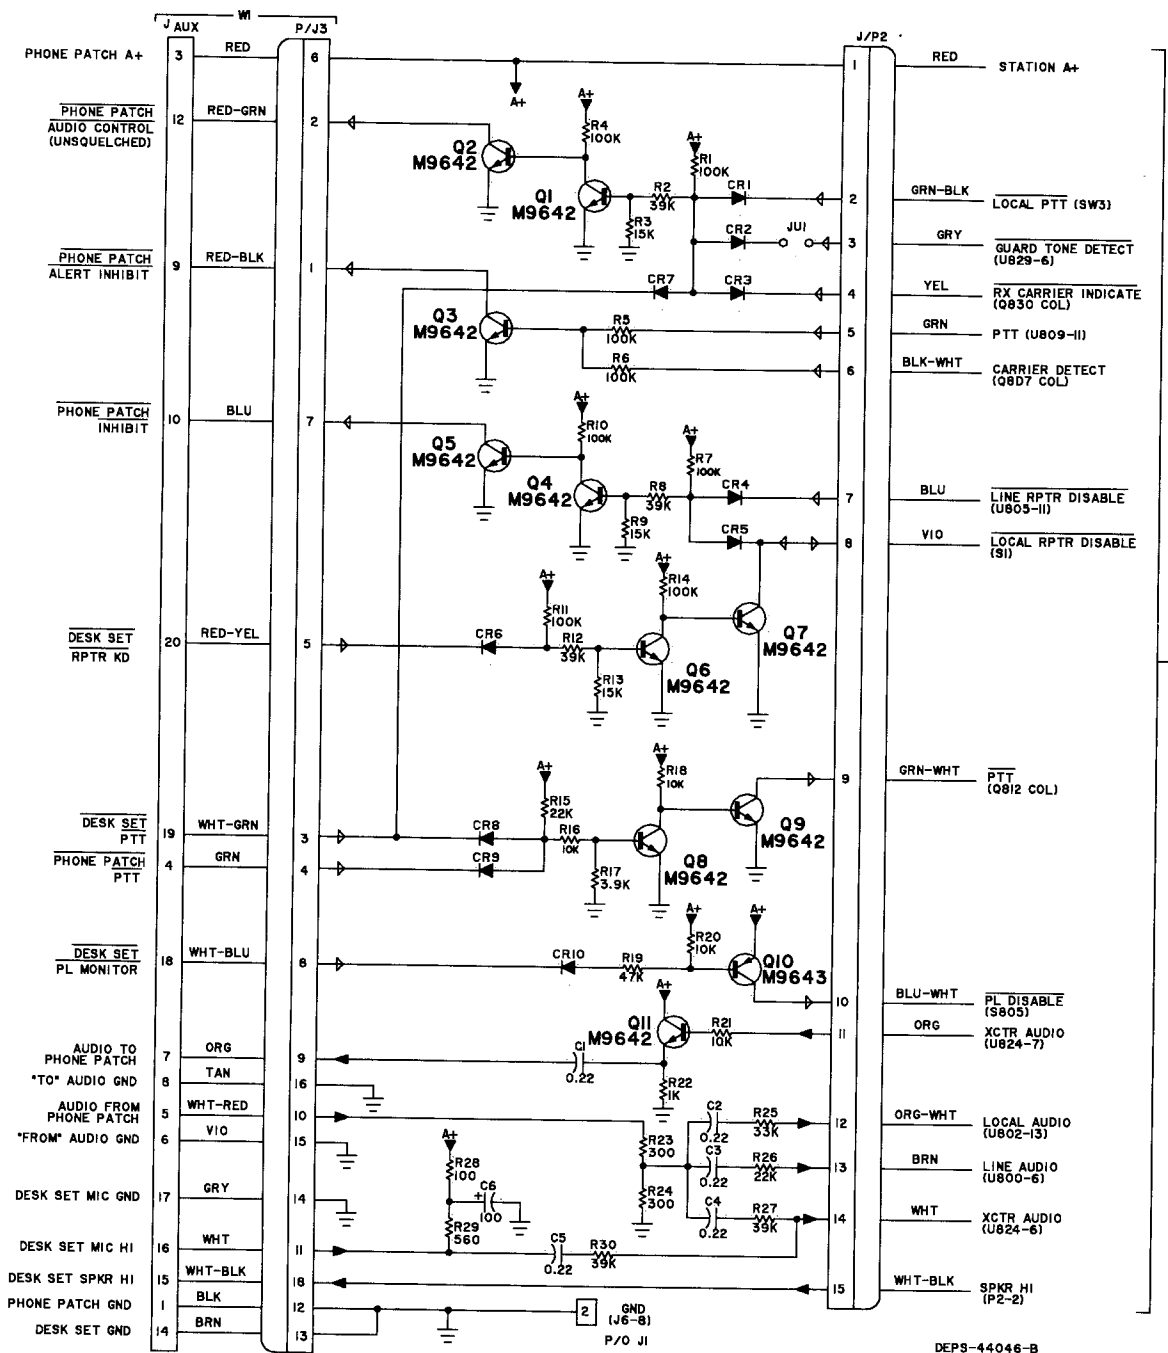 W1
J AUX
P/J3
J/P2
PHONE PATCH A+
3
RED
6
A+
1
RED
STATION A+
PHONE PATCH
AUDIO CONTROL
(UNSQUELCHED)
12
RED-GRN
2
Q2
M9642
A+
R4
100K
Q1
M9642
R2
39K
R3
15K
A+
R1
100K
CR1
2
GRN-BLK
LOCAL PTT (SW3)
CR2
JU1
3
GRY
GUARD TONE DETECT
(U829-6)
PHONE PATCH
ALERT INHIBIT
9
RED-BLK
1
CR7
CR3
4
YEL
RX CARRIER INDICATE
(Q830 COL)
Q3
M9642
R5
100K
5
GRN
PTT (U809-11)
R6
100K
6
BLK-WHT
CARRIER DETECT
(Q8D7 COL)
PHONE PATCH
INHIBIT
10
BLU
7
Q5
M9642
A+
R10
100K
Q4
M9642
R8
39K
R9
15K
A+
R7
100K
CR4
7
BLU
LINE RPTR DISABLE
(U805-11)
CR5
8
VIO
LOCAL RPTR DISABLE
(S1)
DESK SET
RPTR KD
20
RED-YEL
5
CR6
A+
R11
100K
R12
39K
R13
15K
A+
R14
100K
Q6
M9642
Q7
M9642
9
GRN-WHT
PTT
(Q812 COL)
DESK SET
PTT
19
WHT-GRN
3
CR8
A+
R15
22K
R16
10K
R17
3.9K
A+
R18
10K
Q8
M9642
Q9
M9642
PHONE PATCH
PTT
4
GRN
4
CR9
DESK SET
PL MONITOR
18
WHT-BLU
8
CR10
R19
47K
A+
R20
10K
A+
Q10
M9643
10
BLU-WHT
PL DISABLE
(S805)
A+
Q11
M9642
R21
10K
11
ORG
XCTR AUDIO
(U824-7)
AUDIO TO
PHONE PATCH
7
ORG
9
C1
0.22
R22
1K
"TO" AUDIO GND
8
TAN
16
AUDIO FROM
PHONE PATCH
5
WHT-RED
10
R23
300
R24
300
C2
0.22
R25
33K
12
ORG-WHT
LOCAL AUDIO
(U802-13)
"FROM" AUDIO GND
6
VIO
15
C3
0.22
R26
22K
13
BRN
LINE AUDIO
(U800-6)
DESK SET MIC GND
17
GRY
14
A+
R28
100
R29
560
+
C6
100
C4
0.22
R27
39K
14
WHT
XCTR AUDIO
(U824-6)
DESK SET MIC HI
16
WHT
11
C5
0.22
R30
39K
DESK SET SPKR HI
15
WHT-BLK
18
15
WHT-BLK
SPKR HI
(P2-2)
PHONE PATCH GND
1
BLK
12
2
GND
(J6-8)
P/O J1
DESK SET GND
14
BRN
13
DEPS-44046-B